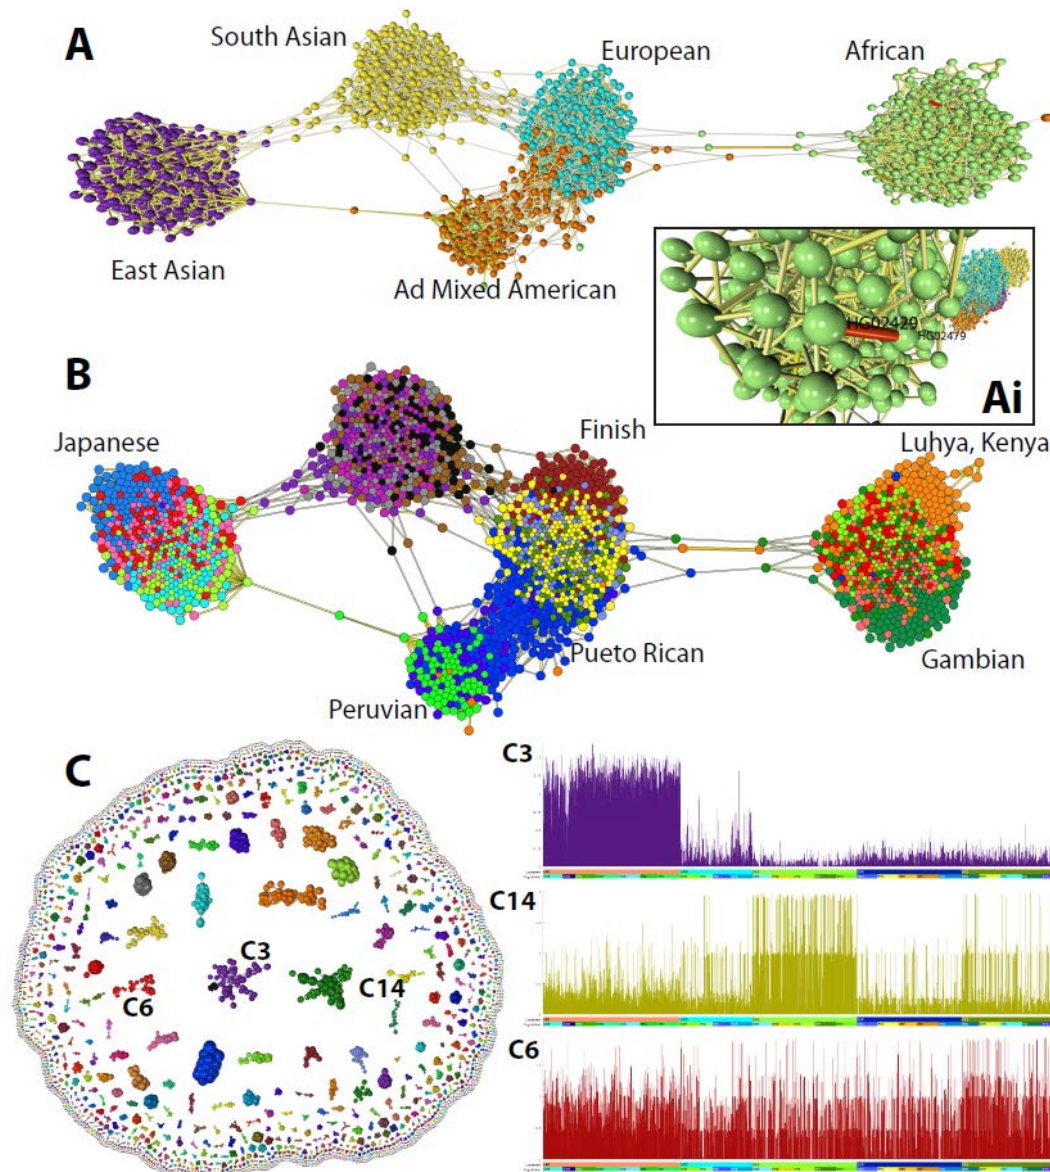 A
South Asian
European
African
East Asian
Ad Mixed American
HG02429
HG02479
Ai
B
Japanese
Finish
Luhya, Kenya
Pueto Rican
Gambian
Peruvian
C
C3
C14
C6
C3
C14
C6